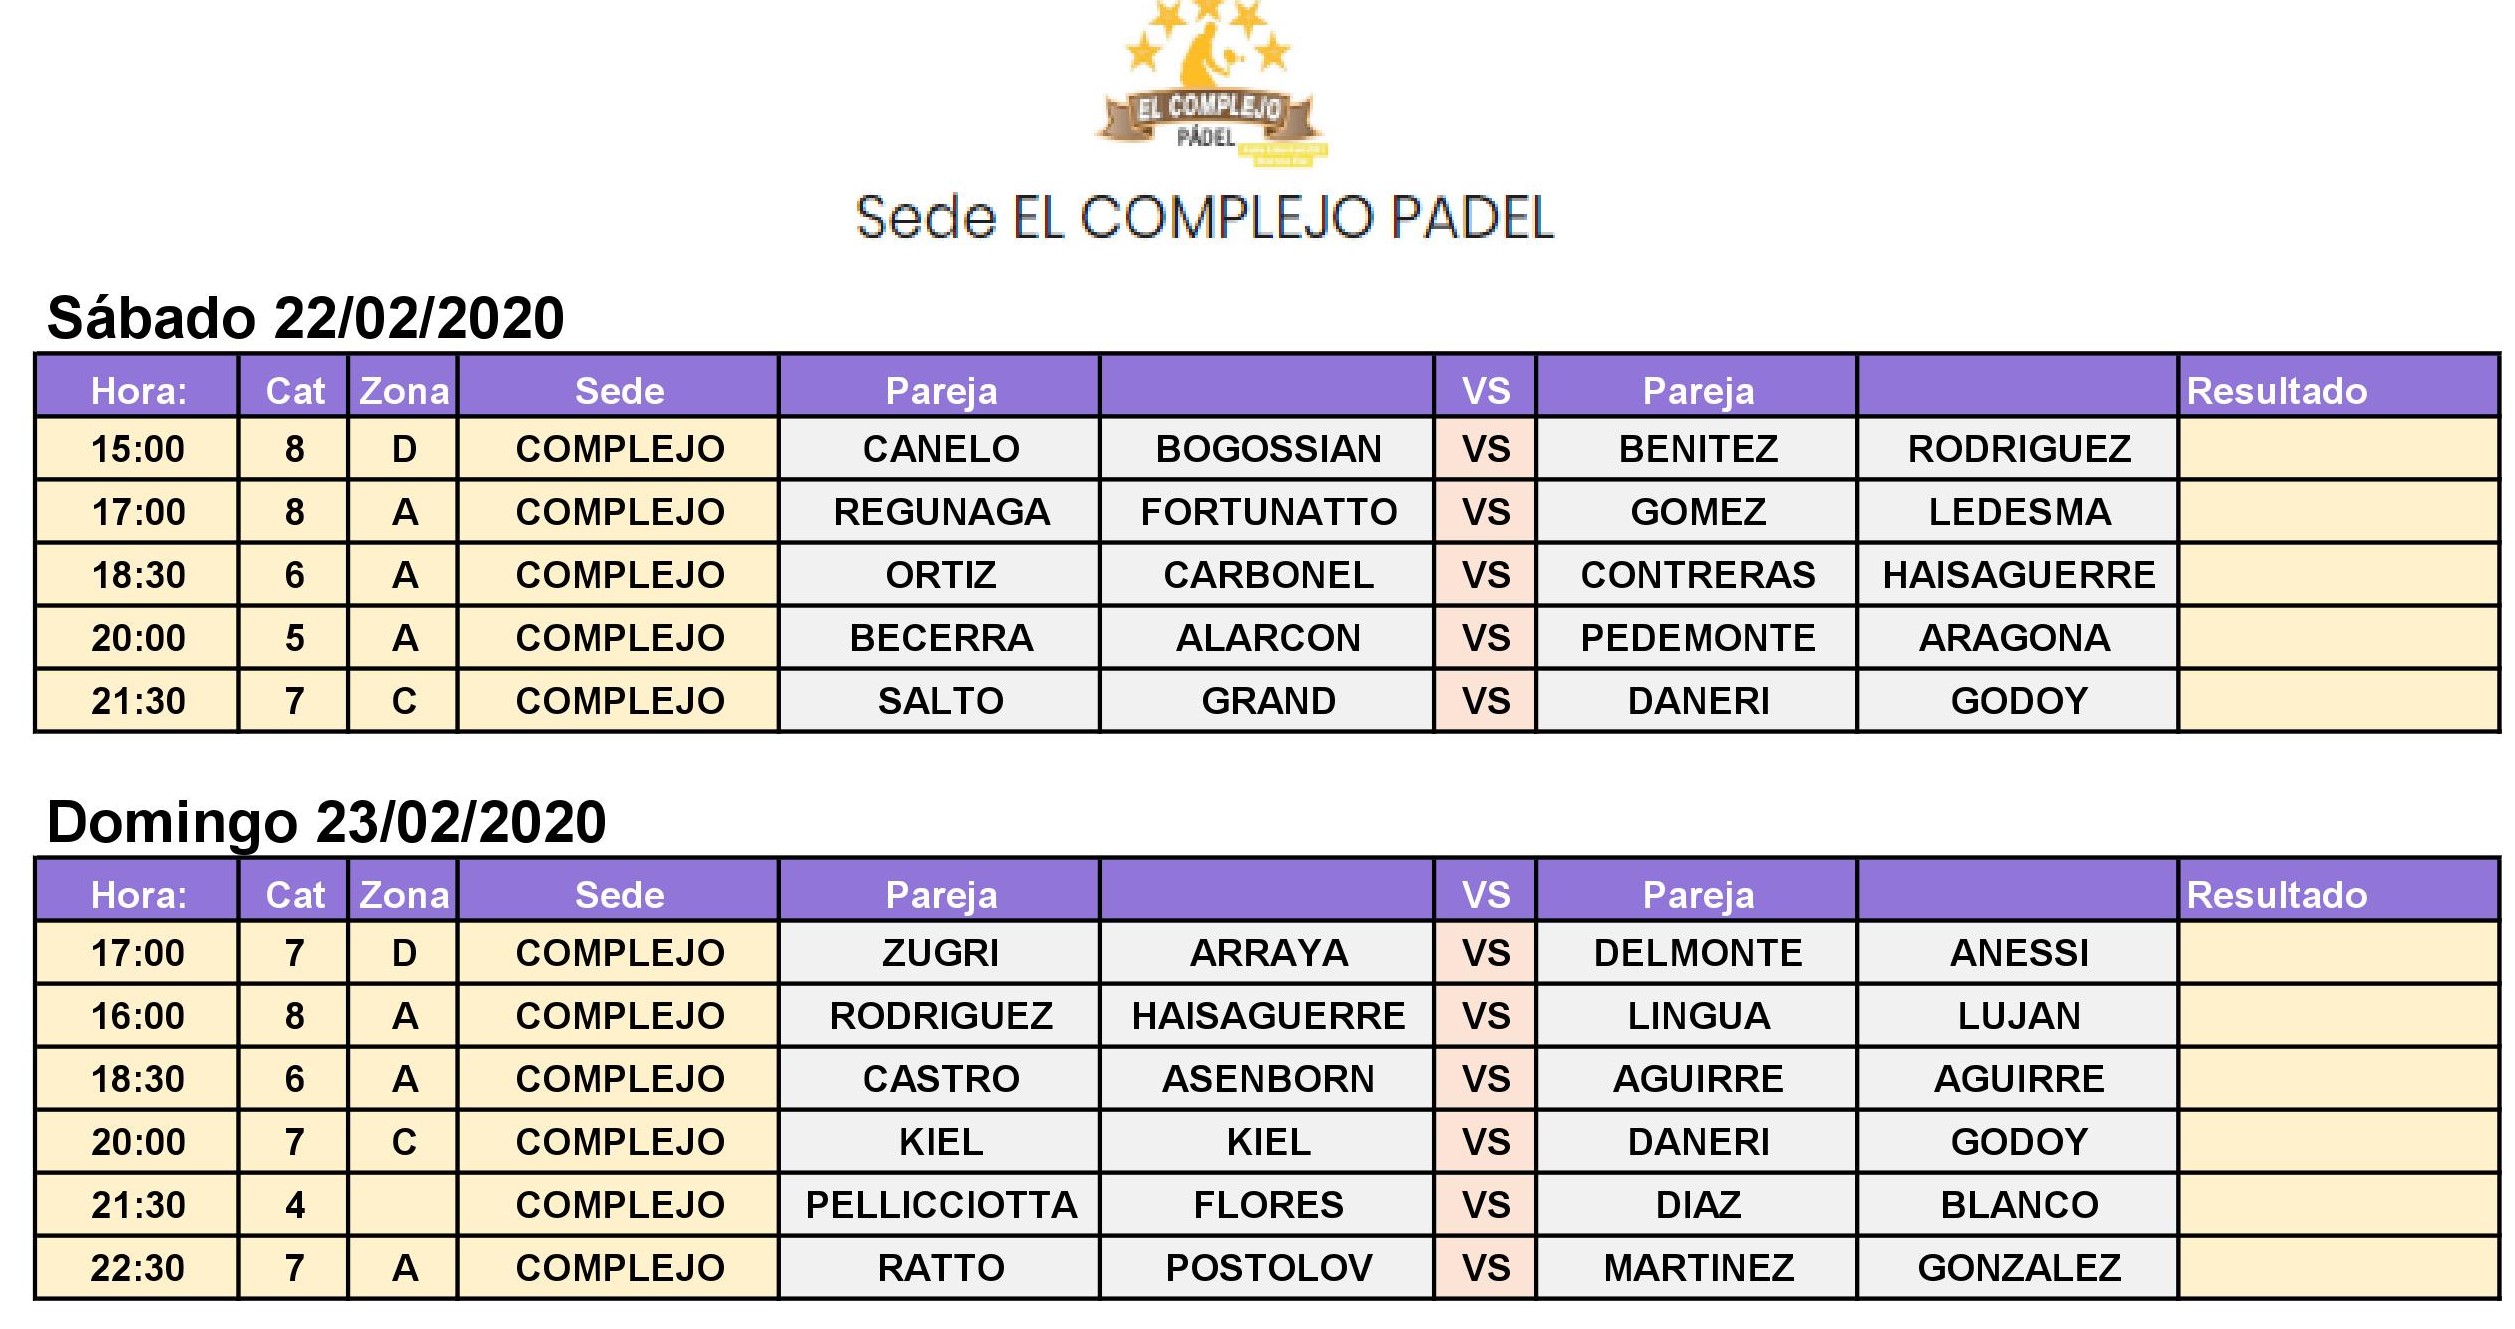 EL COMPLEJO
PÁDEL
Sede EL COMPLEJO PADEL
Sábado 22/02/2020
Hora: Cat Zona Sede Pareja VS Pareja Resultado
15:00 8 D COMPLEJO CANELO BOGOSSIAN VS BENITEZ RODRIGUEZ
17:00 8 A COMPLEJO REGUNAGA FORTUNATTO VS GOMEZ LEDESMA
18:30 6 A COMPLEJO ORTIZ CARBONEL VS CONTRERAS HAISAGUERRE
20:00 5 A COMPLEJO BECERRA ALARCON VS PEDEMONTE ARAGONA
21:30 7 C COMPLEJO SALTO GRAND VS DANERI GODOY
Domingo 23/02/2020
Hora: Cat Zona Sede Pareja VS Pareja Resultado
17:00 7 D COMPLEJO ZUGRI ARRAYA VS DELMONTE ANESSI
16:00 8 A COMPLEJO RODRIGUEZ HAISAGUERRE VS LINGUA LUJAN
18:30 6 A COMPLEJO CASTRO ASENBORN VS AGUIRRE AGUIRRE
20:00 7 C COMPLEJO KIEL KIEL VS DANERI GODOY
21:30 4 COMPLEJO PELLICCIOTTA FLORES VS DIAZ BLANCO
22:30 7 A COMPLEJO RATTO POSTOLOV VS MARTINEZ GONZALEZ